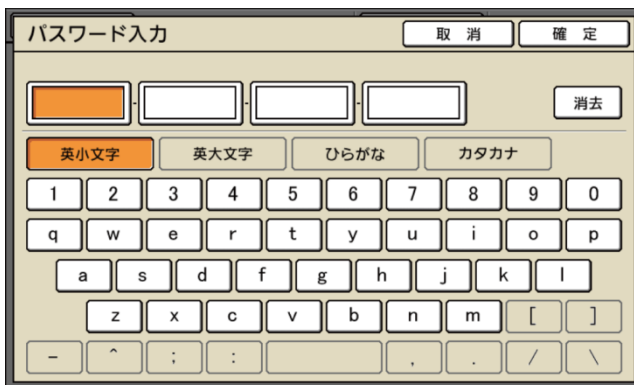 パスワード入力 取 消 確 定
- - - 消去
英小文字 英大文字 ひらがな カタカナ
1 2 3 4 5 6 7 8 9 0
q w e r t y u i o p
a s d f g h j k l
z x c v b n m [ ]
- ^ ; : , . / \